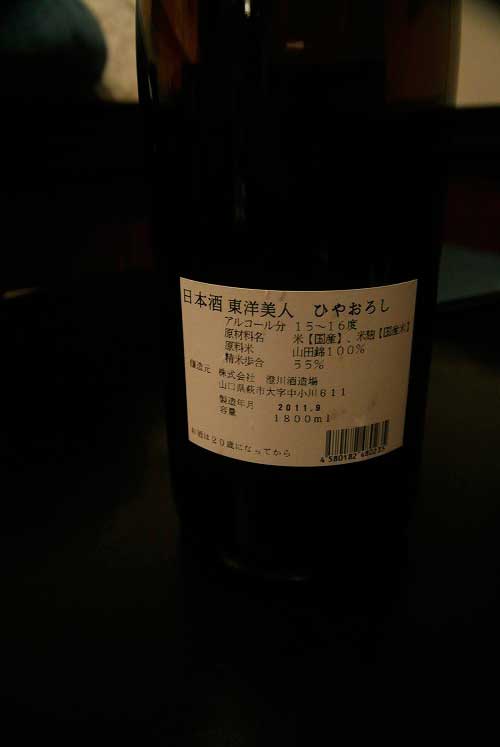 日本酒 東洋美人 ひやおろし
アルコール分 15～16度
原材料名 米【国産】、米麹【国産米】
原料米 山田錦100％
精米歩合 55％
醸造元 株式会社 澄川酒造場
山口県萩市大字中小川611
製造年月 2011.9
容量 1800ml
お酒は20歳になってから
4 580182 480235